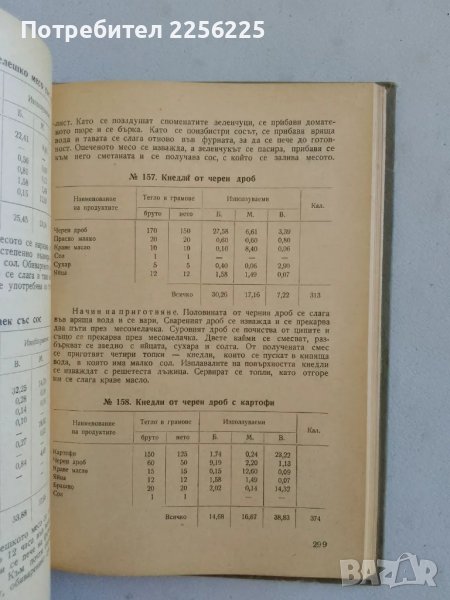 Потребител 2256225
-лист. Като се поздушат споменатите зеленчуци, се прибавя домате-
ното пюре и се бърка. Като се поизбистри сосът, се прибавя вряща
вода и тавата се слага отново във фурната, за да се пече до готов-
ност. Опеченото месо се изважда, а зеленчукът се пасира, прибавя се
към него сметаната и се получава сос, с който се залива месото.
№ 157. Кнедли от черен дроб
Наименование на продуктите Тегло в грамове Използуваеми Кал.
бруто нето Б. М. В.
Черен дроб 170 150 27,58 6,61 3,39
Прясно мляко 20 20 0,60 0,60 0,80
Краве масло 10 10 0,10 8,40 0,06
Сол 1 1 — — —
Сухар 5 5 0,40 0,06 2,90
Яйца 12 12 1,58 1,49 0,07
Всичко 30,26 17,16 7,22 313
Начин на приготвяне. Половината от черния дроб се слага
във вряща вода и се вари. Свареният дроб се изважда и се прекарва
два пъти през месомелачка. Суровият дроб се почиства от ципите и
също се прекарва през месомелачка. Двете кайми се смесват, раз-
бъркват се заедно с яйцата, сухара и солта. От получената смес
се приготвят четири топки — кнедли, които се пускат в кипяща
вода, в която има малко сол. Изплавалите на повърхността кнедли
се изваждат с решетеста лъжица. Сервират се топли, като отгоре
им се слага краве масло.
№ 158. Кнедли от черен дроб с картофи
Наименование на продуктите Тегло в грамове Използуваеми Кал.
бруто нето Б. М. В.
Картофи 150 125 1,74 0,24 23,22
Черен дроб 60 50 9,19 2,20 1,13
Краве масло 15 15 0,15 12,60 0,09
Яйца 12 12 1,58 1,49 0,07
Брашно 20 20 2,02 0,14 14,32
Сол 1 1 — — —
Всичко 14,68 16,67 38,83 374
299
bazar.bg